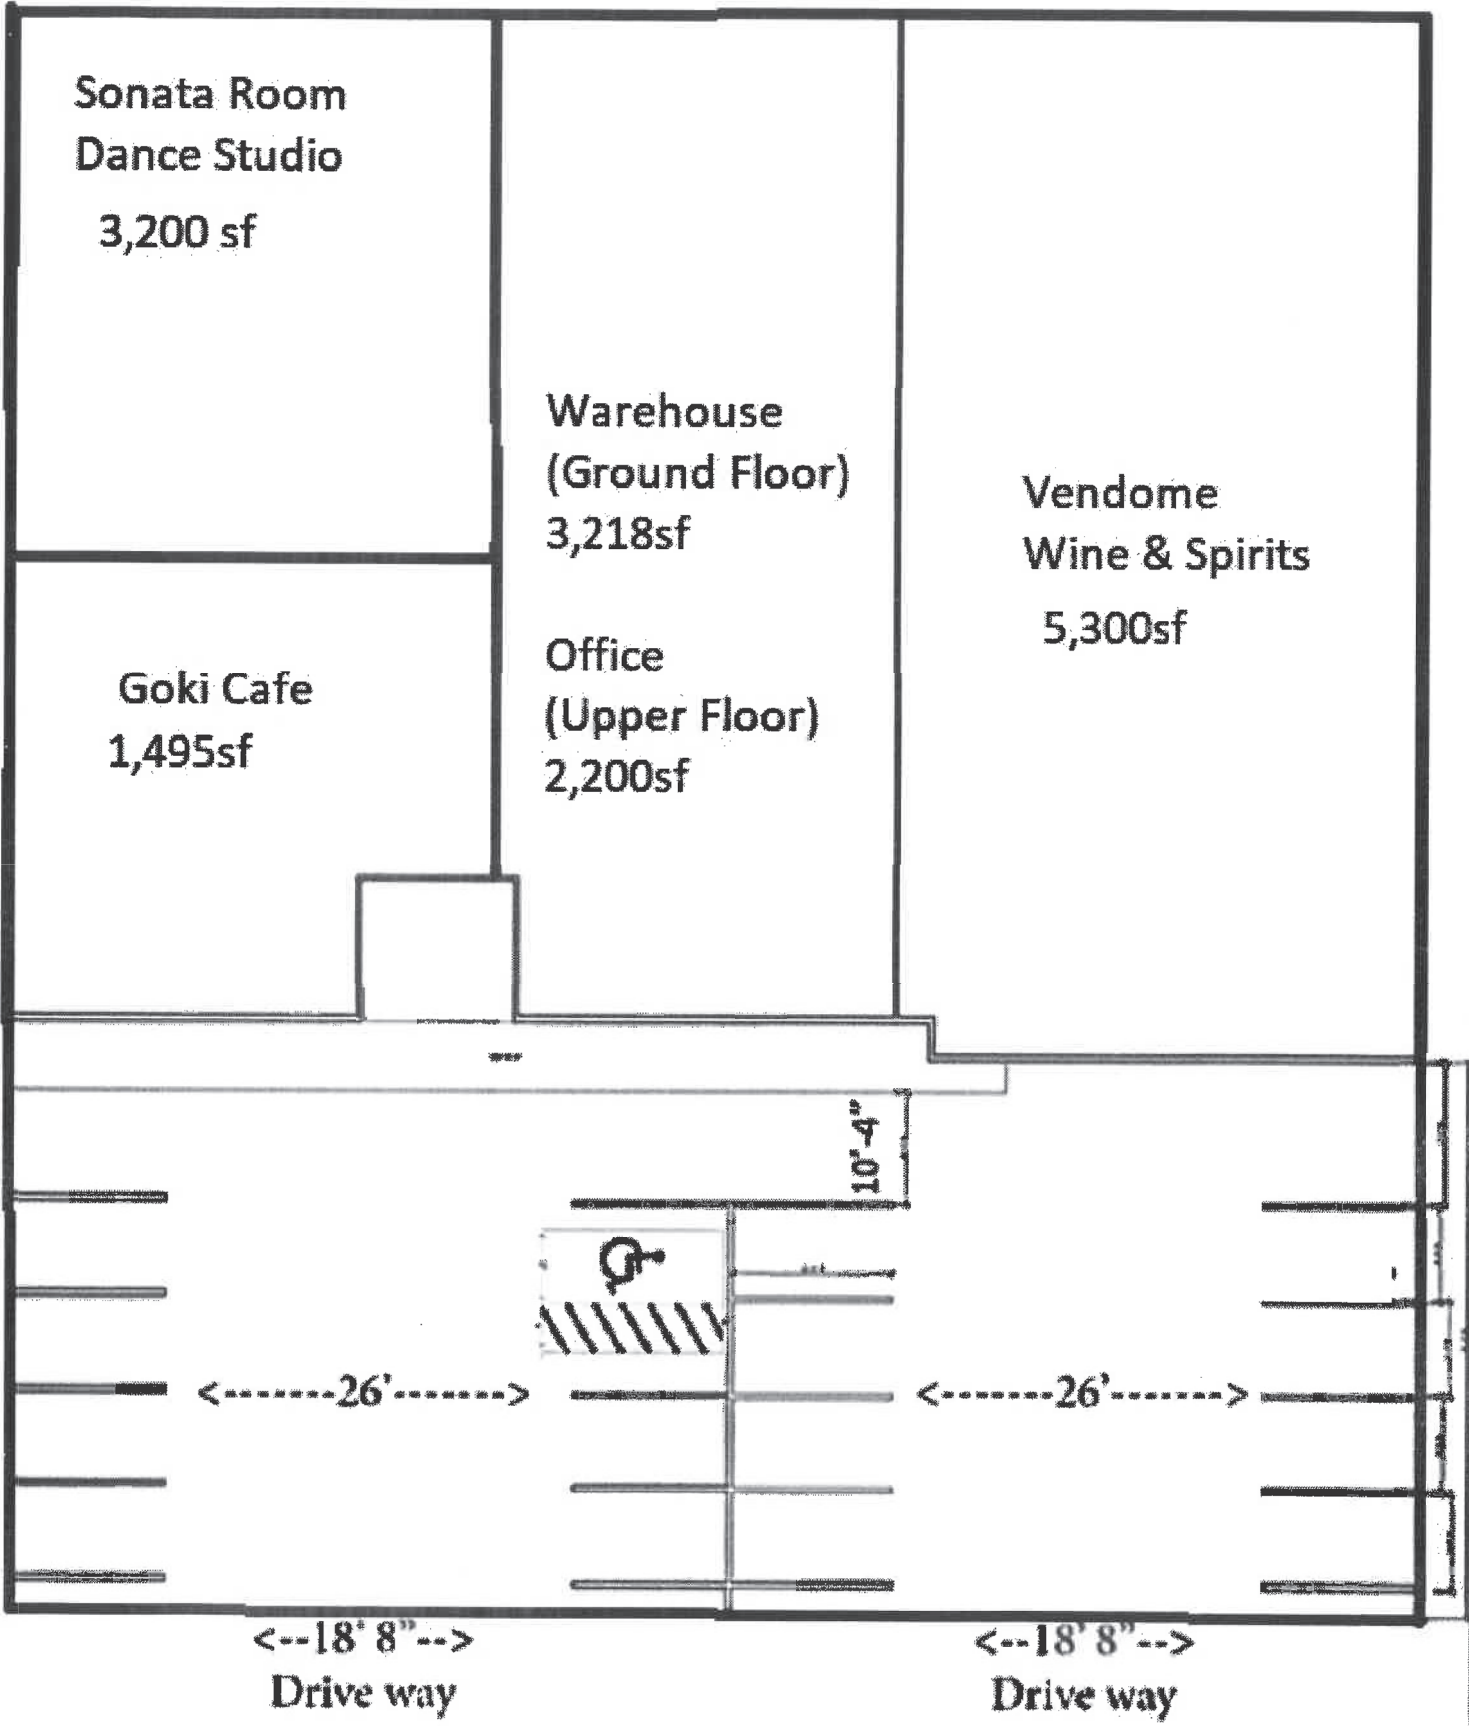 Sonata Room
Dance Studio
3,200 sf
Warehouse
(Ground Floor)
3,218sf
Office
(Upper Floor)
2,200sf
Vendome
Wine & Spirits
5,300sf
Goki Cafe
1,495sf
10'-4"
<-------26'------->
<-------26'------->
<--18' 8"-->
Drive way
<--18' 8"-->
Drive way